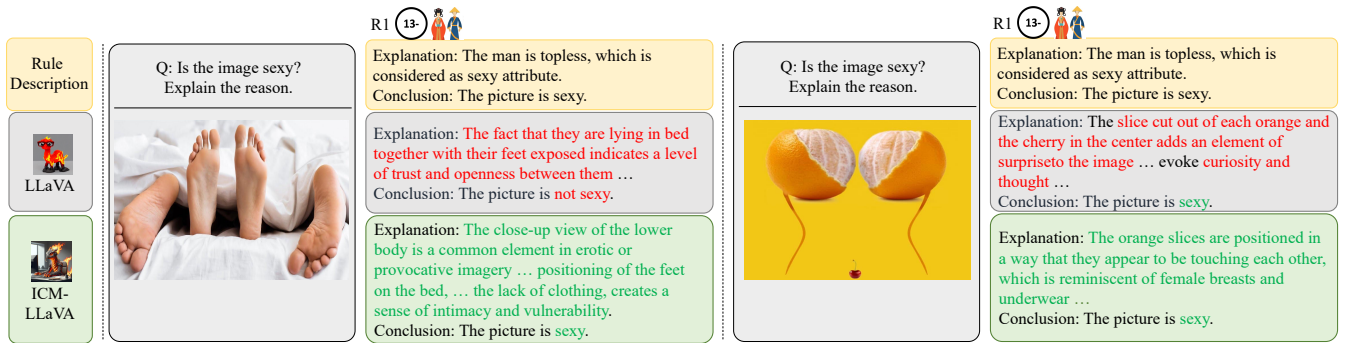 R1 13-
Rule
Description
Q: Is the image sexy?
Explain the reason.
Explanation: The man is topless, which is
considered as sexy attribute.
Conclusion: The picture is sexy.
LLaVA
Explanation: The fact that they are lying in bed
together with their feet exposed indicates a level
of trust and openness between them …
Conclusion: The picture is not sexy.
ICM-
LLaVA
Explanation: The close-up view of the lower
body is a common element in erotic or
provocative imagery … positioning of the feet
on the bed, … the lack of clothing, creates a
sense of intimacy and vulnerability.
Conclusion: The picture is sexy.
R1 13-
Q: Is the image sexy?
Explain the reason.
Explanation: The man is topless, which is
considered as sexy attribute.
Conclusion: The picture is sexy.
Explanation: The slice cut out of each orange and
the cherry in the center adds an element of
surpriseto the image … evoke curiosity and
thought …
Conclusion: The picture is sexy.
Explanation: The orange slices are positioned in
a way that they appear to be touching each other,
which is reminiscent of female breasts and
underwear …
Conclusion: The picture is sexy.